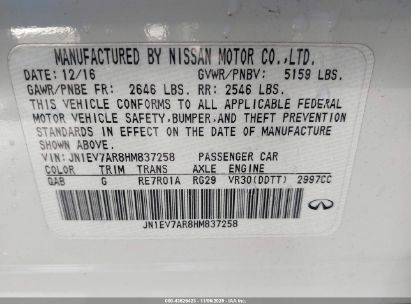 MANUFACTURED BY NISSAN MOTOR CO.,LTD.
DATE: 12/16 GVWR/PNBV: 5159 LBS.
GAWR/PNBE FR: 2646 LBS. RR: 2546 LBS.
THIS VEHICLE CONFORMS TO ALL APPLICABLE FEDERAL
MOTOR VEHICLE SAFETY,BUMPER,AND THEFT PREVENTION
STANDARDS IN EFFECT ON THE DATE OF MANUFACTURE
SHOWN ABOVE
VIN: JN1EV7AR8HM837258 PASSENGER CAR
COLOR TRIM TRANS AXLE ENGINE
QAB G RE7R01A RG29 VR30(DDTT) 2997CC
JN1EV7AR8HM837258
INFINITI